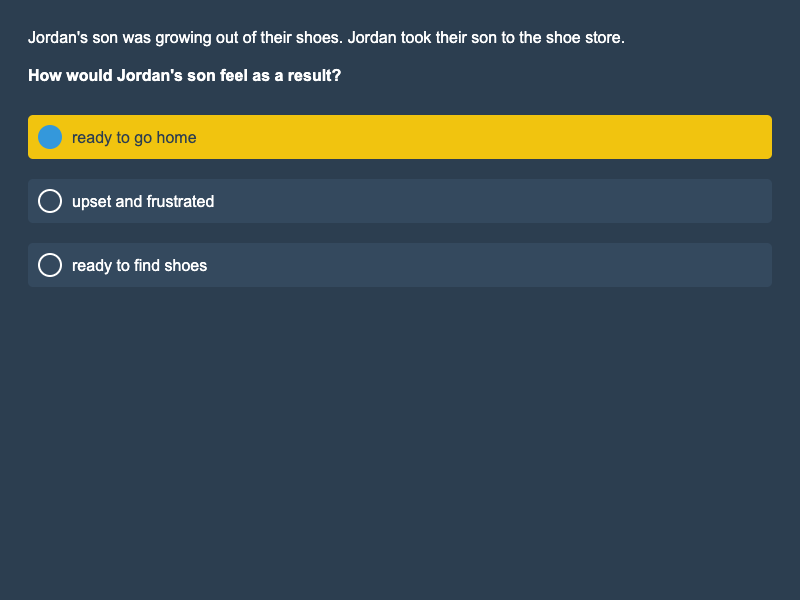 Jordan's son was growing out of their shoes. Jordan took their son to the shoe store.
How would Jordan's son feel as a result?
ready to go home
upset and frustrated
ready to find shoes